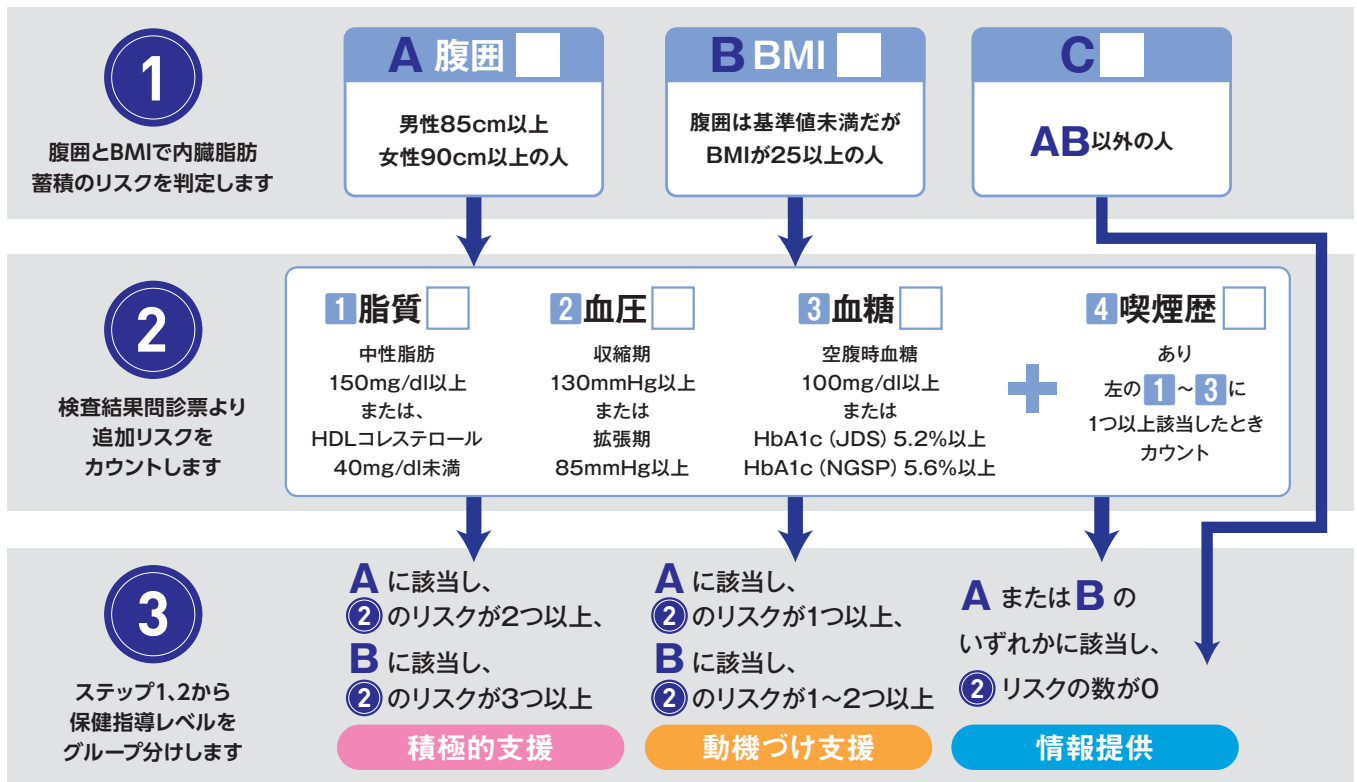 1
腹囲とBMIで内臓脂肪
蓄積のリスクを判定します
A 腹囲
男性85cm以上
女性90cm以上の人
B BMI
腹囲は基準値未満だが
BMIが25以上の人
C
AB以外の人
2
検査結果問診票より
追加リスクを
カウントします
1 脂質
中性脂肪
150mg/dl以上
または、
HDLコレステロール
40mg/dl未満
2 血圧
収縮期
130mmHg以上
または
拡張期
85mmHg以上
3 血糖
空腹時血糖
100mg/dl以上
または
HbA1c (JDS) 5.2%以上
HbA1c (NGSP) 5.6%以上
+
4 喫煙歴
あり
左の 1 ~ 3 に
1つ以上該当したとき
カウント
3
ステップ1、2から
保健指導レベルを
グループ分けします
A に該当し、
2 のリスクが2つ以上、
B に該当し、
2 のリスクが3つ以上
積極的支援
A に該当し、
2 のリスクが1つ以上、
B に該当し、
2 のリスクが1~2つ以上
動機づけ支援
A または B の
いずれかに該当し、
2 リスクの数が0
情報提供